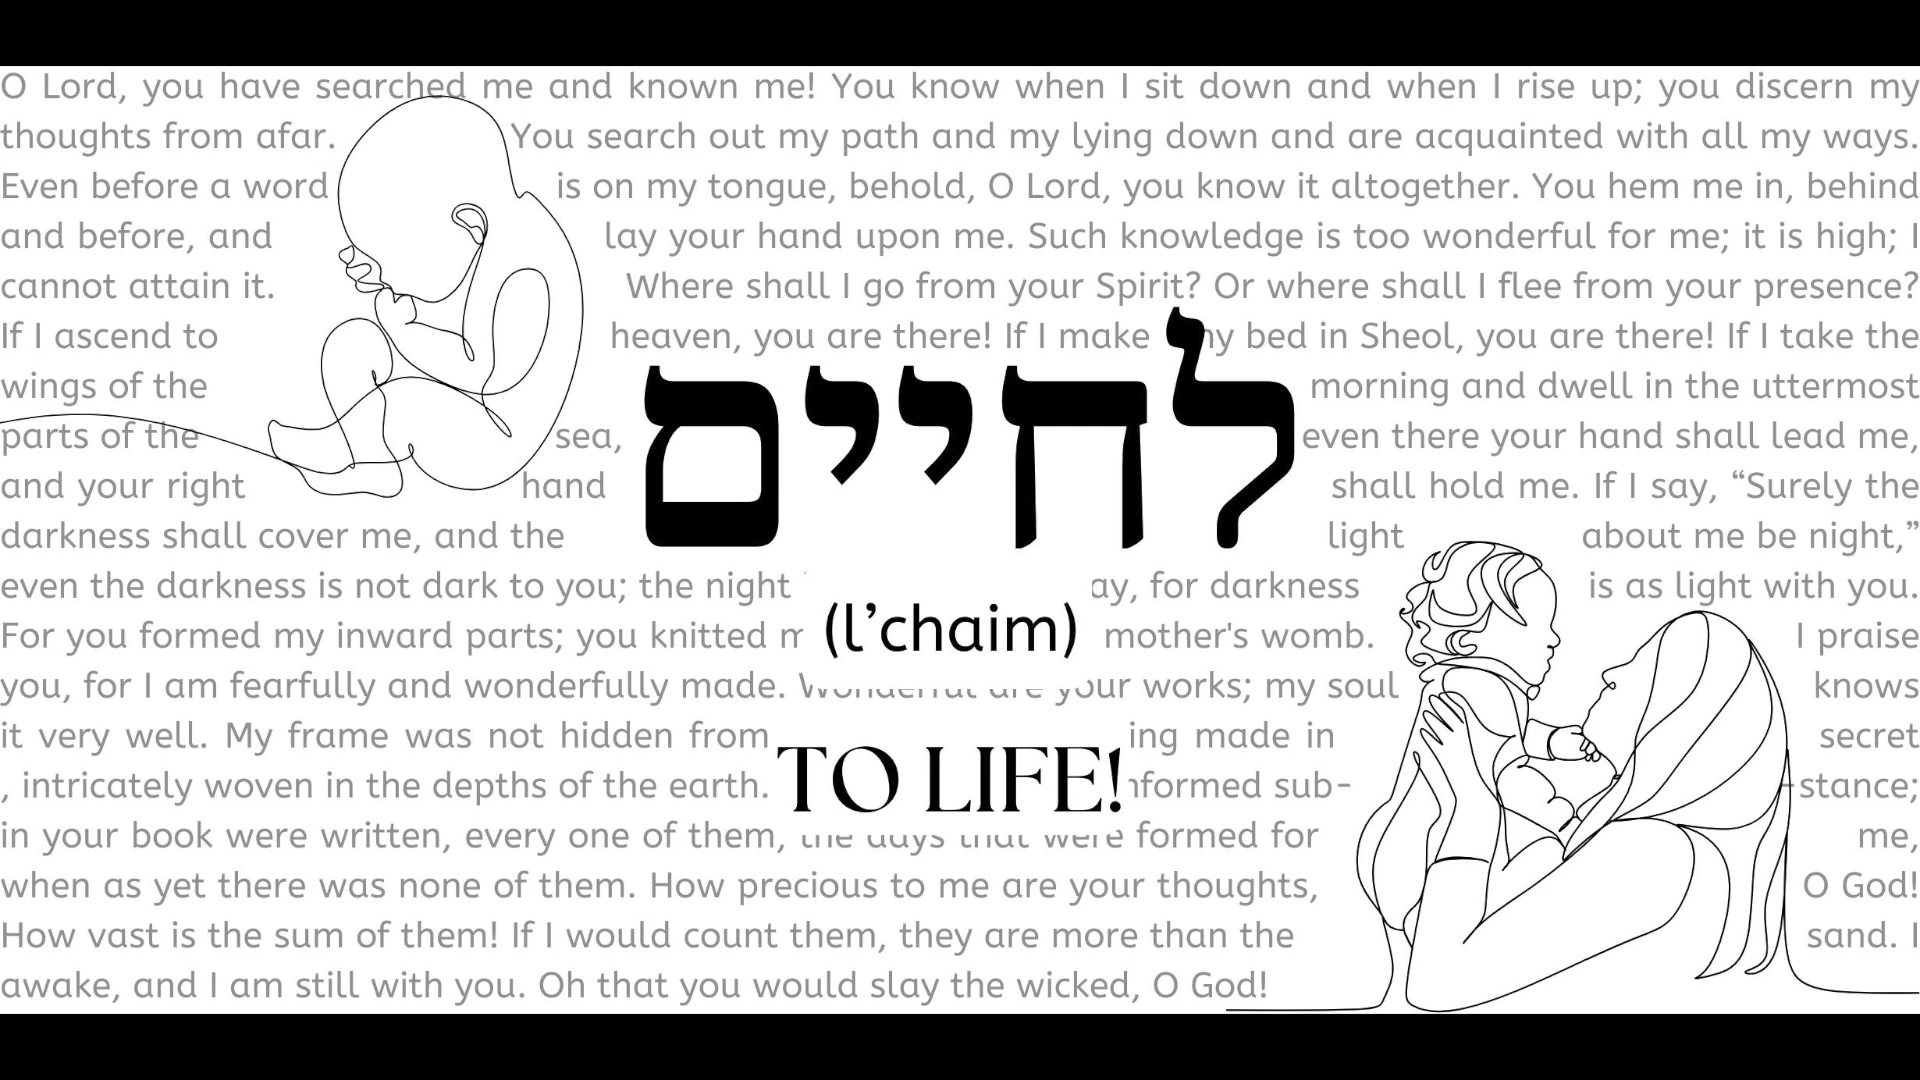 O Lord, you have searched me and known me! You know when I sit down and when I rise up; you discern my
thoughts from afar. You search out my path and my lying down and are acquainted with all my ways.
Even before a word is on my tongue, behold, O Lord, you know it altogether. You hem me in, behind
and before, and lay your hand upon me. Such knowledge is too wonderful for me; it is high; I
cannot attain it. Where shall I go from your Spirit? Or where shall I flee from your presence?
If I ascend to heaven, you are there! If I make my bed in Sheol, you are there! If I take the
wings of the morning and dwell in the uttermost
parts of the sea, even there your hand shall lead me,
and your right hand shall hold me. If I say, “Surely the
darkness shall cover me, and the light about me be night,”
לחיים
even the darkness is not dark to you; the night ay, for darkness is as light with you.
For you formed my inward parts; you knitted mother's womb. I praise
(l’chaim)
you, for I am fearfully and wonderfully made. Wonderful are your works; my soul knows
it very well. My frame was not hidden from ing made in secret
TO LIFE!
, intricately woven in the depths of the earth. nformed sub- -stance;
in your book were written, every one of them, the days that were formed for me,
when as yet there was none of them. How precious to me are your thoughts, O God!
How vast is the sum of them! If I would count them, they are more than the sand. I
awake, and I am still with you. Oh that you would slay the wicked, O God!